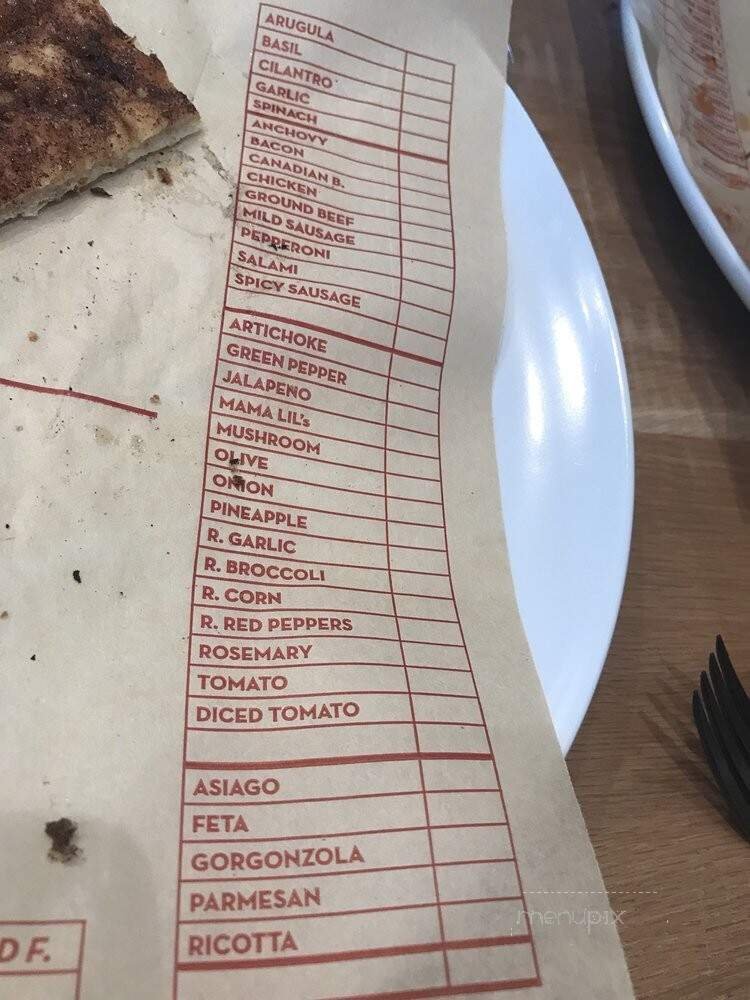 ARUGULA
BASIL
CILANTRO
GARLIC
SPINACH
ANCHOVY
BACON
CANADIAN B.
CHICKEN
GROUND BEEF
MILD SAUSAGE
PEPPERONI
SALAMI
SPICY SAUSAGE
ARTICHOKE
GREEN PEPPER
JALAPEÑO
MAMA LIL's
MUSHROOM
OLIVE
ONION
PINEAPPLE
R. GARLIC
R. BROCCOLI
R. CORN
R. RED PEPPERS
ROSEMARY
TOMATO
DICED TOMATO
ASIAGO
FETA
GORGONZOLA
PARMESAN
RICOTTA
D F.
menupix